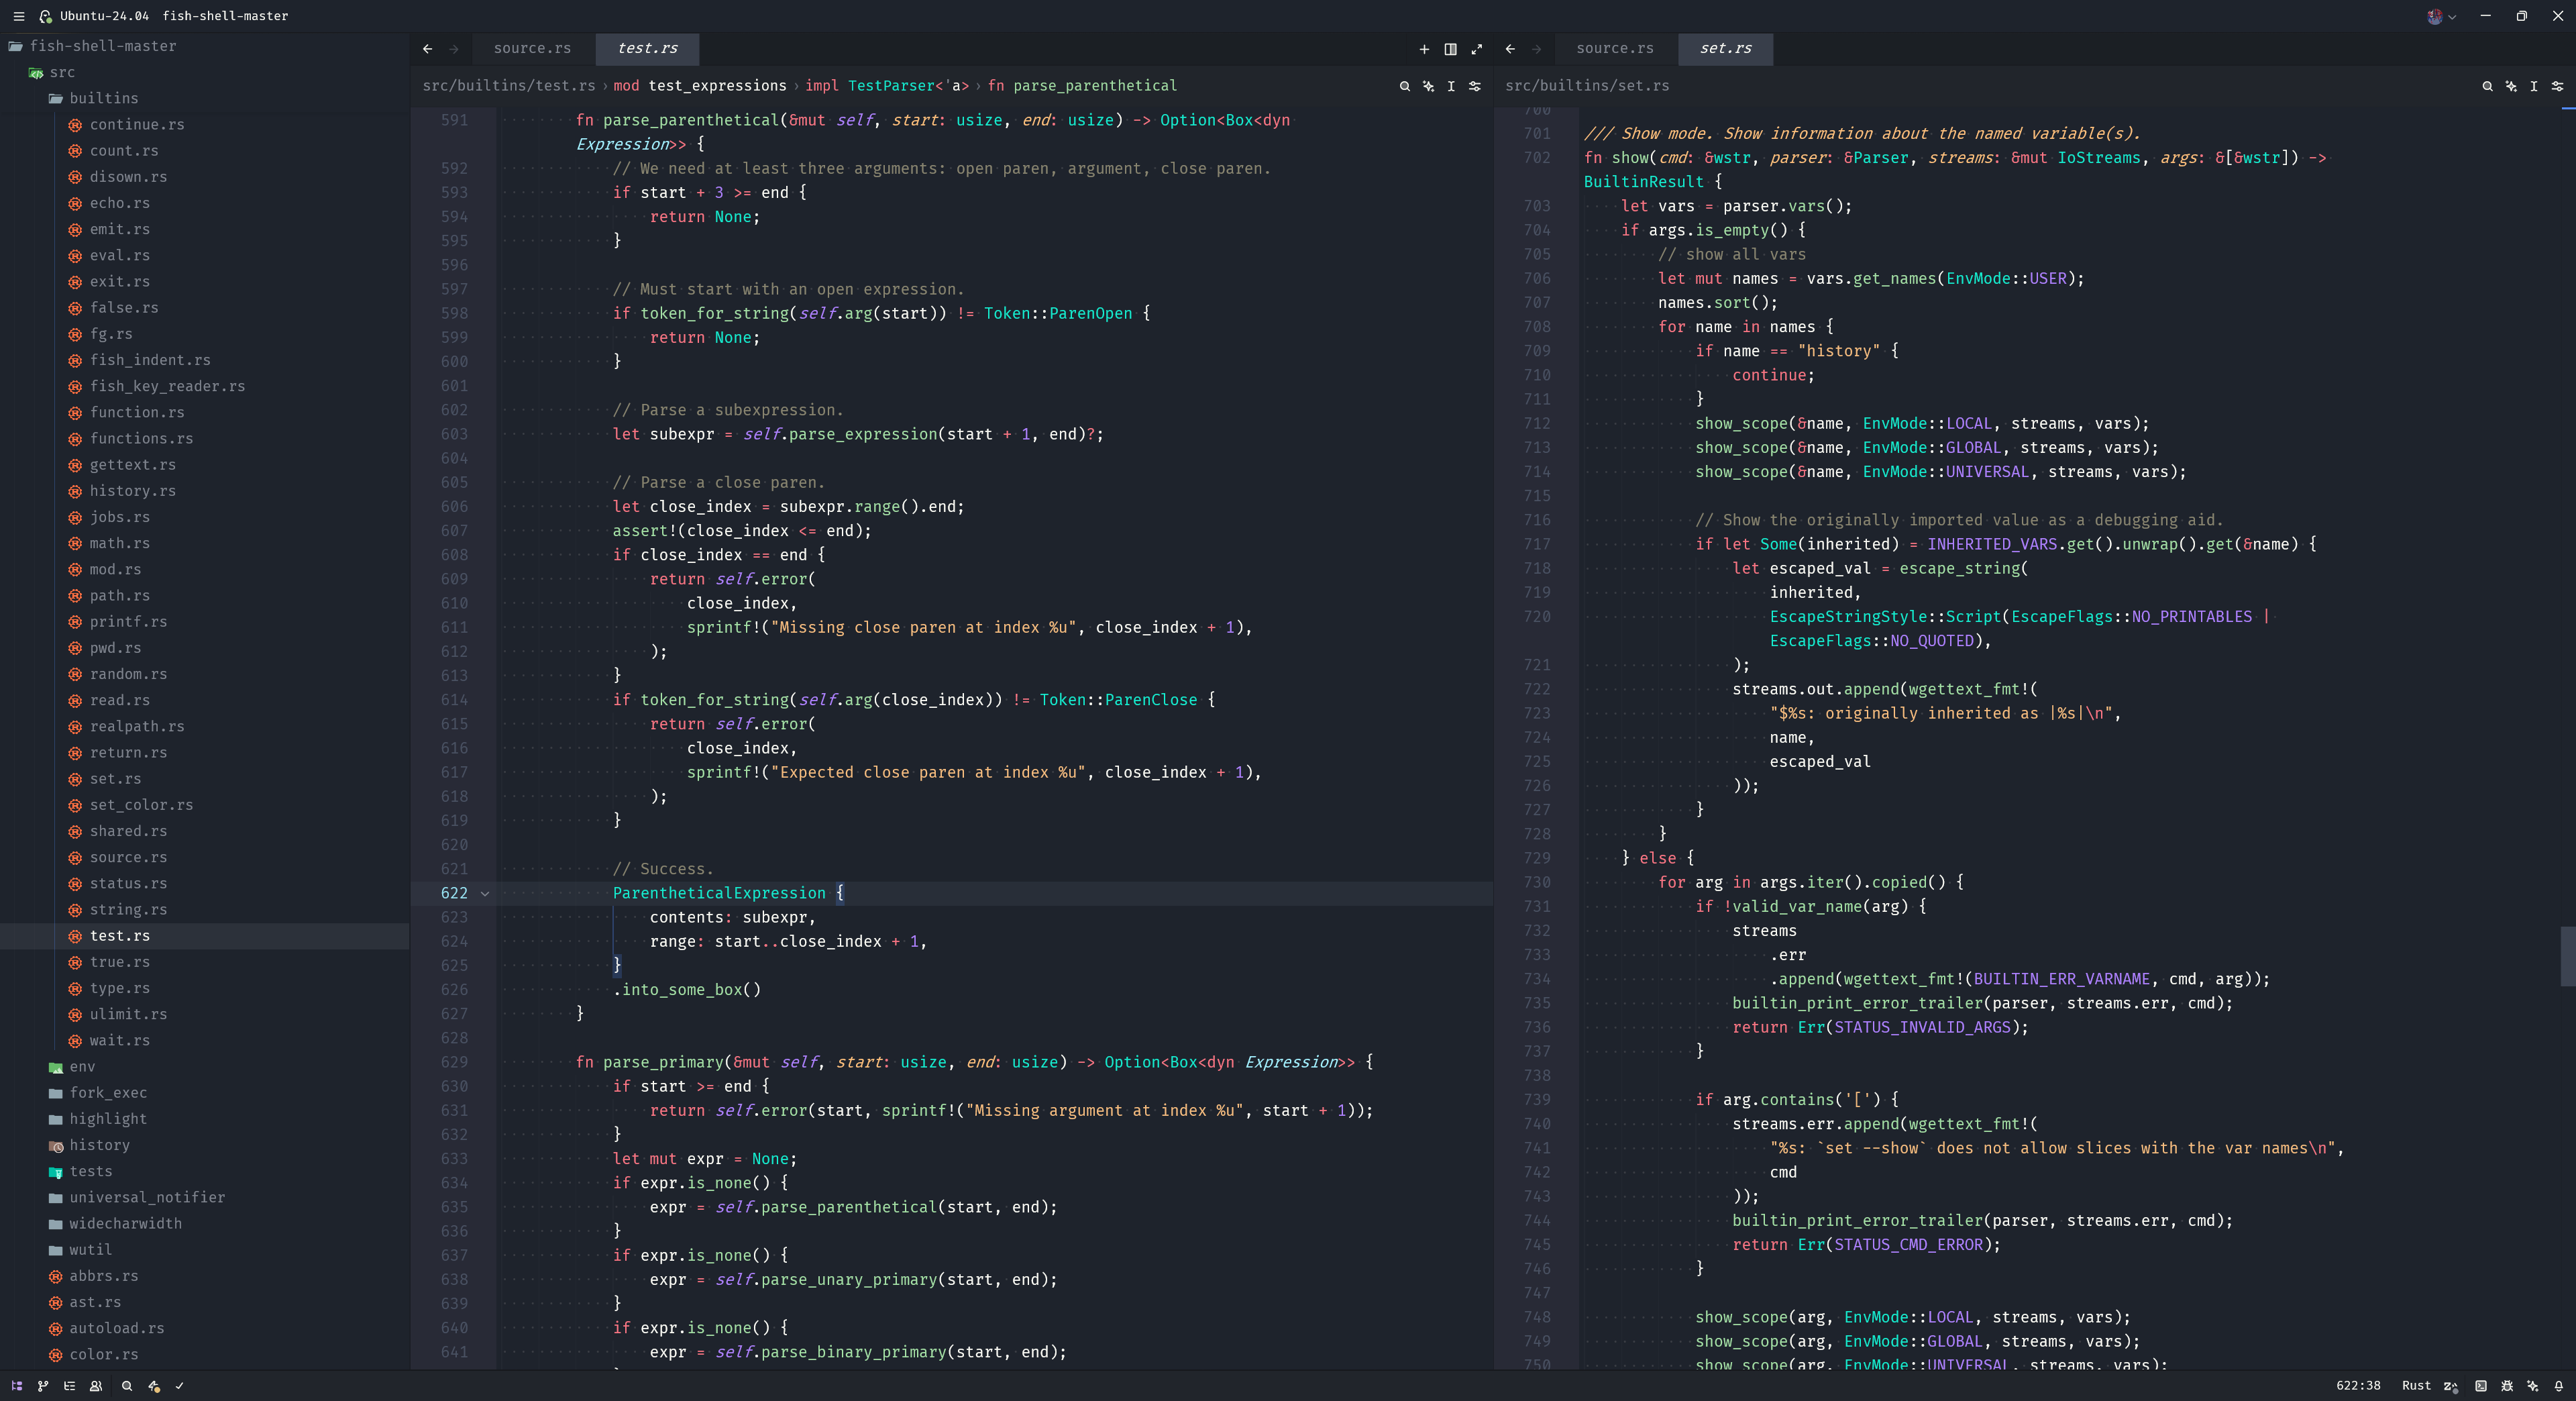 Ubuntu-24.04 fish-shell-master
fish-shell-master
src
builtins
continue.rs
count.rs
disown.rs
echo.rs
emit.rs
eval.rs
exit.rs
false.rs
fg.rs
fish_indent.rs
fish_key_reader.rs
function.rs
functions.rs
gettext.rs
history.rs
jobs.rs
math.rs
mod.rs
path.rs
printf.rs
pwd.rs
random.rs
read.rs
realpath.rs
return.rs
set.rs
set_color.rs
shared.rs
source.rs
status.rs
string.rs
test.rs
true.rs
type.rs
ulimit.rs
wait.rs
env
fork_exec
highlight
history
tests
universal_notifier
widecharwidth
wutil
abbrs.rs
ast.rs
autoload.rs
color.rs
source.rs test.rs
src/builtins/test.rs › mod test_expressions › impl TestParser<'a> › fn parse_parenthetical
591 fn parse_parenthetical(&mut self, start: usize, end: usize) -> Option<Box<dyn
Expression>> {
592 // We need at least three arguments: open paren, argument, close paren.
593 if start + 3 >= end {
594 return None;
595 }
596
597 // Must start with an open expression.
598 if token_for_string(self.arg(start)) != Token::ParenOpen {
599 return None;
600 }
601
602 // Parse a subexpression.
603 let subexpr = self.parse_expression(start + 1, end)?;
604
605 // Parse a close paren.
606 let close_index = subexpr.range().end;
607 assert!(close_index <= end);
608 if close_index == end {
609 return self.error(
610 close_index,
611 sprintf!("Missing close paren at index %u", close_index + 1),
612 );
613 }
614 if token_for_string(self.arg(close_index)) != Token::ParenClose {
615 return self.error(
616 close_index,
617 sprintf!("Expected close paren at index %u", close_index + 1),
618 );
619 }
620
621 // Success.
622 ParentheticalExpression {
623 contents: subexpr,
624 range: start..close_index + 1,
625 }
626 .into_some_box()
627 }
628
629 fn parse_primary(&mut self, start: usize, end: usize) -> Option<Box<dyn Expression>> {
630 if start >= end {
631 return self.error(start, sprintf!("Missing argument at index %u", start + 1));
632 }
633 let mut expr = None;
634 if expr.is_none() {
635 expr = self.parse_parenthetical(start, end);
636 }
637 if expr.is_none() {
638 expr = self.parse_unary_primary(start, end);
639 }
640 if expr.is_none() {
641 expr = self.parse_binary_primary(start, end);
source.rs set.rs
src/builtins/set.rs
700
701 /// Show mode. Show information about the named variable(s).
702 fn show(cmd: &wstr, parser: &Parser, streams: &mut IoStreams, args: &[&wstr]) ->
BuiltinResult {
703 let vars = parser.vars();
704 if args.is_empty() {
705 // show all vars
706 let mut names = vars.get_names(EnvMode::USER);
707 names.sort();
708 for name in names {
709 if name == "history" {
710 continue;
711 }
712 show_scope(&name, EnvMode::LOCAL, streams, vars);
713 show_scope(&name, EnvMode::GLOBAL, streams, vars);
714 show_scope(&name, EnvMode::UNIVERSAL, streams, vars);
715
716 // Show the originally imported value as a debugging aid.
717 if let Some(inherited) = INHERITED_VARS.get().unwrap().get(&name) {
718 let escaped_val = escape_string(
719 inherited,
720 EscapeStringStyle::Script(EscapeFlags::NO_PRINTABLES |
EscapeFlags::NO_QUOTED),
721 );
722 streams.out.append(wgettext_fmt!(
723 "$%s: originally inherited as |%s|\n",
724 name,
725 escaped_val
726 ));
727 }
728 }
729 } else {
730 for arg in args.iter().copied() {
731 if !valid_var_name(arg) {
732 streams
733 .err
734 .append(wgettext_fmt!(BUILTIN_ERR_VARNAME, cmd, arg));
735 builtin_print_error_trailer(parser, streams.err, cmd);
736 return Err(STATUS_INVALID_ARGS);
737 }
738
739 if arg.contains('[') {
740 streams.err.append(wgettext_fmt!(
741 "%s: `set --show` does not allow slices with the var names\n",
742 cmd
743 ));
744 builtin_print_error_trailer(parser, streams.err, cmd);
745 return Err(STATUS_CMD_ERROR);
746 }
747
748 show_scope(arg, EnvMode::LOCAL, streams, vars);
749 show_scope(arg, EnvMode::GLOBAL, streams, vars);
750 show_scope(arg, EnvMode::UNIVERSAL, streams, vars);
622:38 Rust